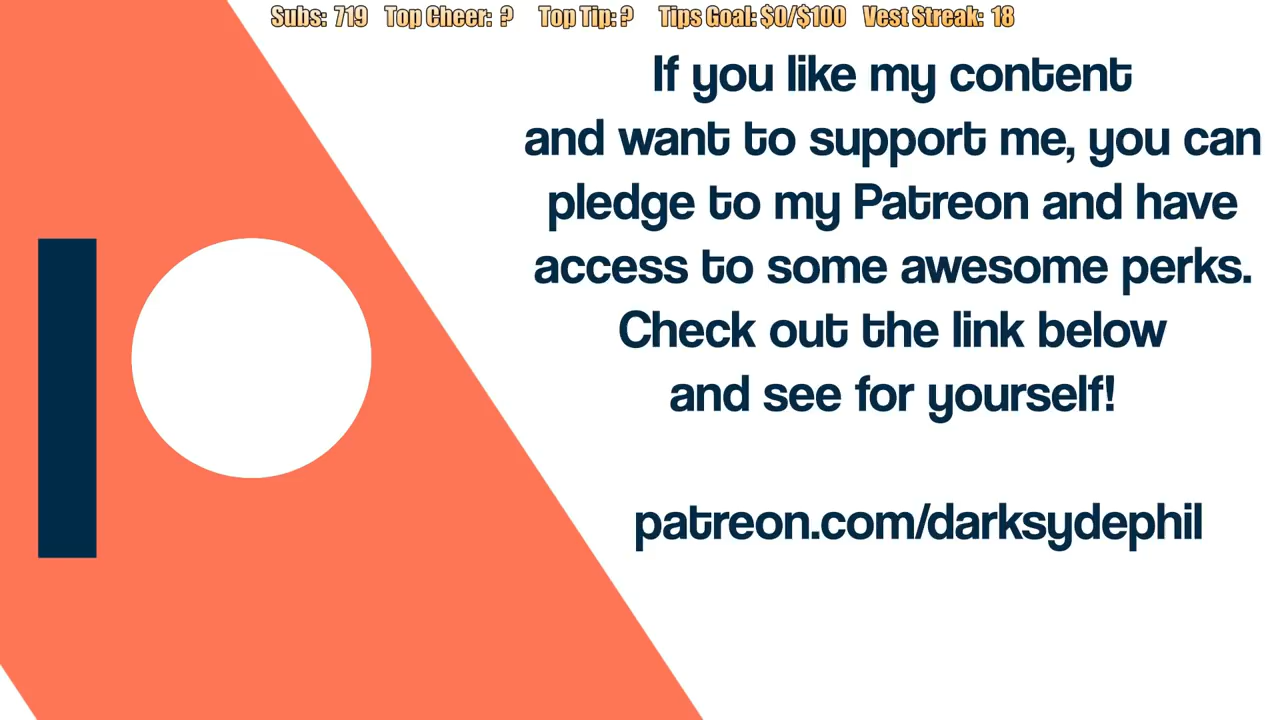 Subs: 719 Top Cheer: ? Top Tip: ? Tips Goal: $0/$100 Vest Streak: 18
If you like my content
and want to support me, you can
pledge to my Patreon and have
access to some awesome perks.
Check out the link below
and see for yourself!
patreon.com/darksydephil